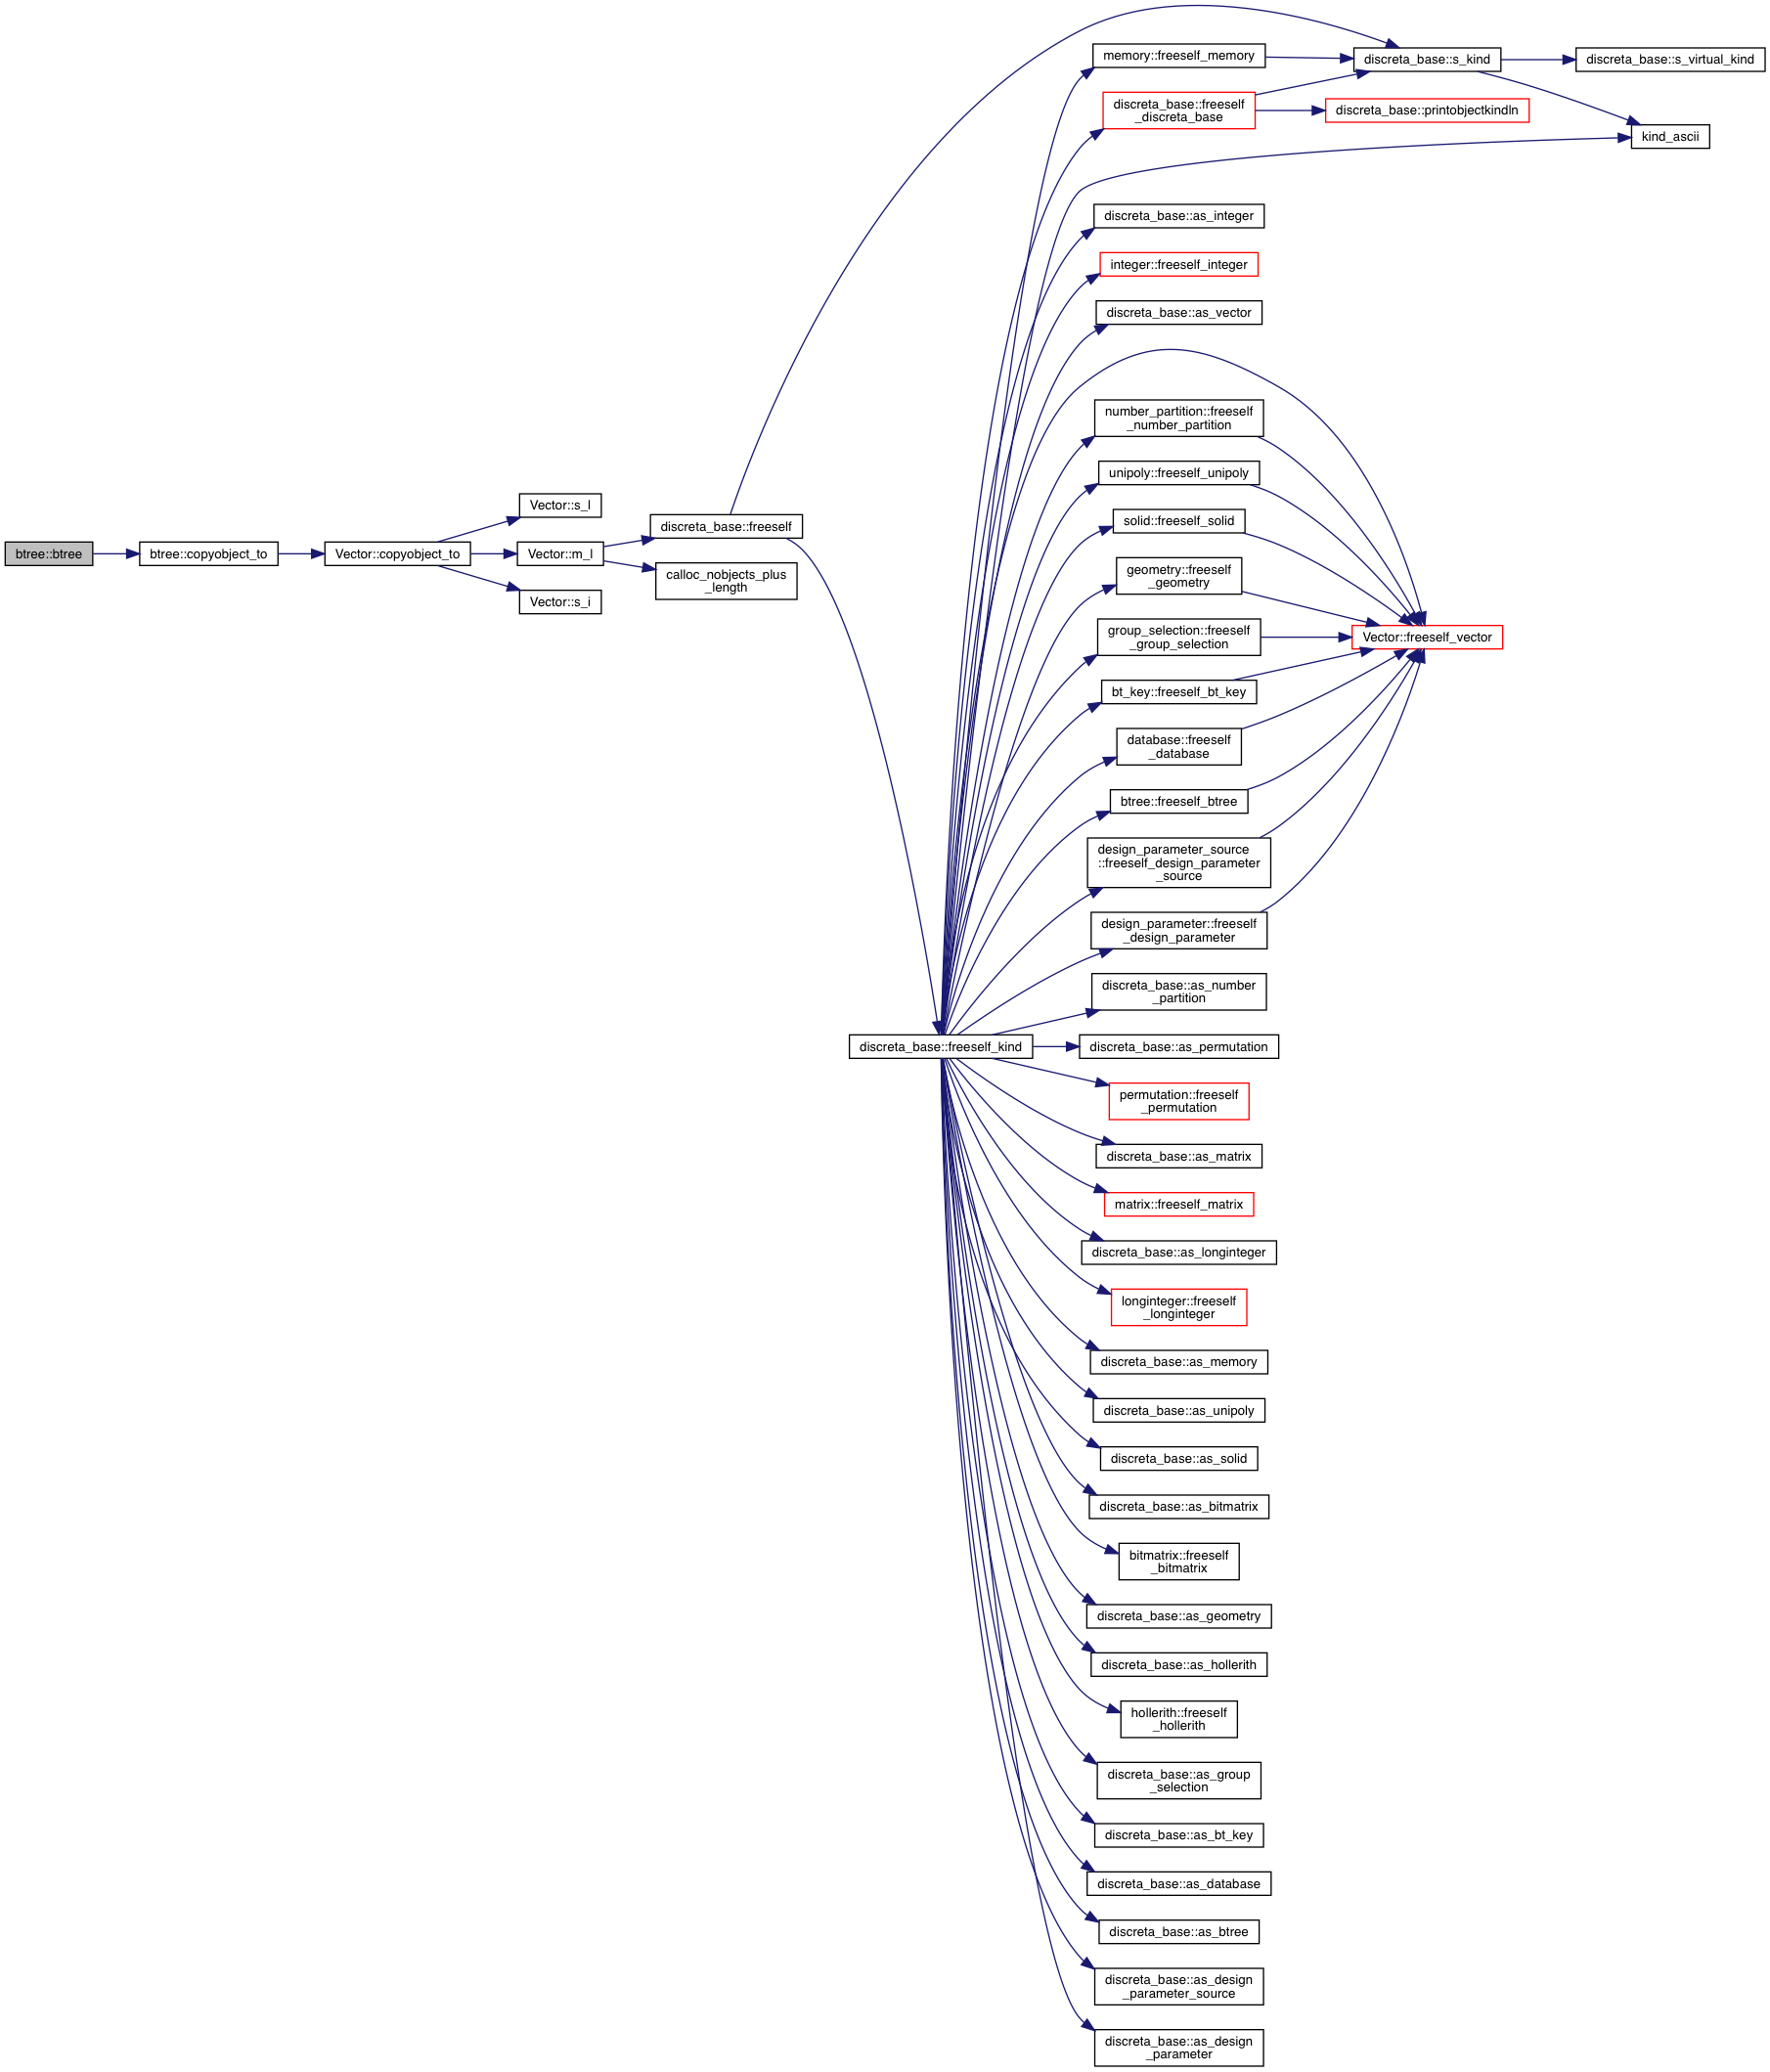 btree::btree
btree::copyobject_to
Vector::copyobject_to
Vector::s_l
Vector::m_l
Vector::s_i
discreta_base::freeself
calloc_nobjects_plus
_length
discreta_base::freeself_kind
memory::freeself_memory
discreta_base::freeself
_discreta_base
discreta_base::as_integer
integer::freeself_integer
discreta_base::as_vector
number_partition::freeself
_number_partition
unipoly::freeself_unipoly
solid::freeself_solid
geometry::freeself
_geometry
group_selection::freeself
_group_selection
bt_key::freeself_bt_key
database::freeself
_database
btree::freeself_btree
design_parameter_source
::freeself_design_parameter
_source
design_parameter::freeself
_design_parameter
discreta_base::as_number
_partition
discreta_base::as_permutation
permutation::freeself
_permutation
discreta_base::as_matrix
matrix::freeself_matrix
discreta_base::as_longinteger
longinteger::freeself
_longinteger
discreta_base::as_memory
discreta_base::as_unipoly
discreta_base::as_solid
discreta_base::as_bitmatrix
bitmatrix::freeself
_bitmatrix
discreta_base::as_geometry
discreta_base::as_hollerith
hollerith::freeself
_hollerith
discreta_base::as_group
_selection
discreta_base::as_bt_key
discreta_base::as_database
discreta_base::as_btree
discreta_base::as_design
_parameter_source
discreta_base::as_design
_parameter
discreta_base::s_kind
discreta_base::printobjectkindln
Vector::freeself_vector
discreta_base::s_virtual_kind
kind_ascii